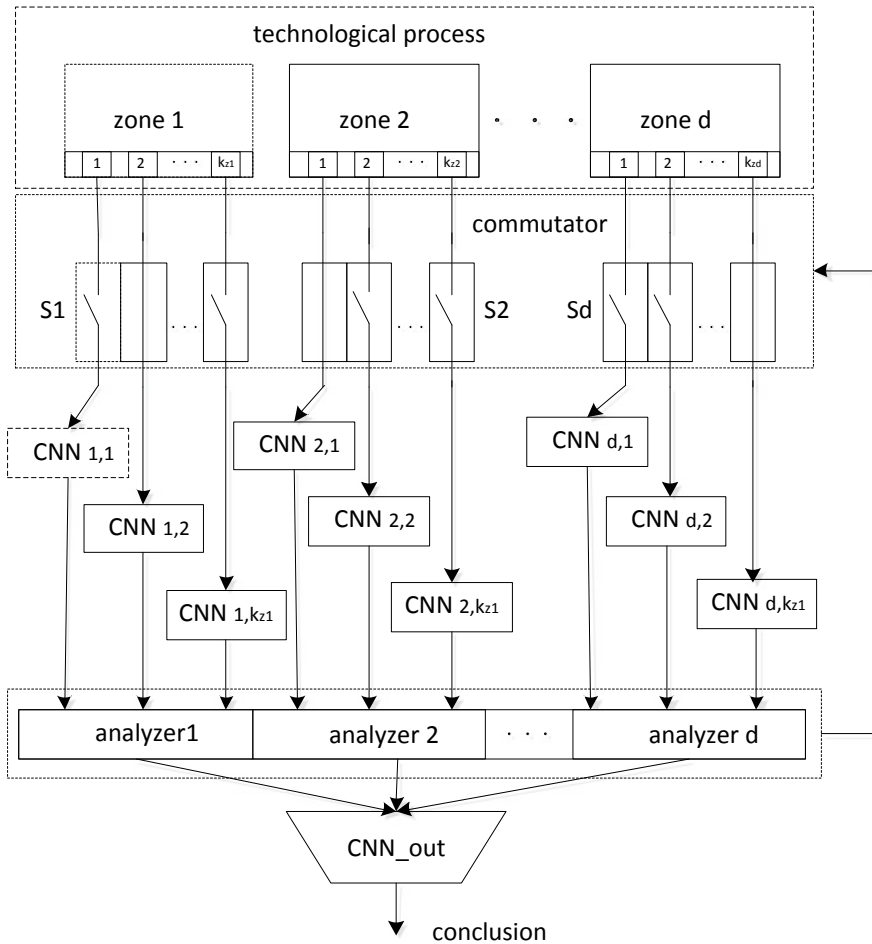 technological process
zone 1 zone 2 . . . zone d
1 2 . . . kz1 1 2 . . . kz2 1 2 . . . kzd
commutator
S1 . . . . . . S2 Sd . . .
CNN 1,1 CNN 2,1 CNN d,1
CNN 1,2 CNN 2,2 CNN d,2
CNN 1,kz1 CNN 2,kz1 CNN d,kz1
analyzer1 analyzer 2 . . . analyzer d
CNN_out
conclusion